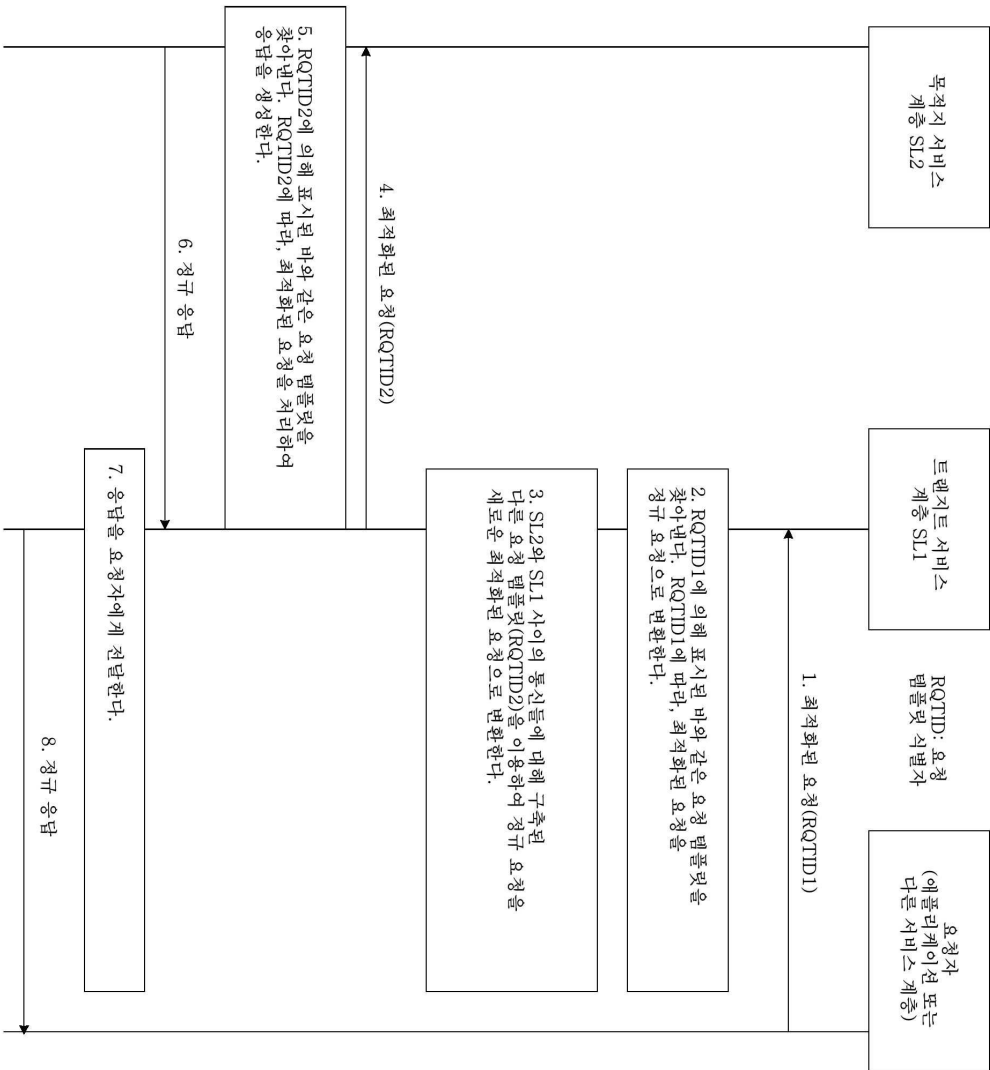 요청자
(애플리케이션 또는
다른 서비스 계층)
RQTID: 요청
템플릿 식별자
트랜지트 서비스
계층 SL1
목적지 서비스
계층 SL2
1. 최적화된 요청(RQTID1)
2. RQTID1에 의해 표시된 바와 같은 요청 템플릿을
찾아낸다. RQTID1에 따라, 최적화된 요청을
정규 요청으로 변환한다.
3. SL2와 SL1 사이의 통신들에 대해 구축된
다른 요청 템플릿(RQTID2)을 이용하여 정규 요청을
새로운 최적화된 요청으로 변환한다.
4. 최적화된 요청(RQTID2)
5. RQTID2에 의해 표시된 바와 같은 요청 템플릿을
찾아낸다. RQTID2에 따라, 최적화된 요청을 처리하여
응답을 생성한다.
6. 정규 응답
7. 응답을 요청자에게 전달한다.
8. 정규 응답